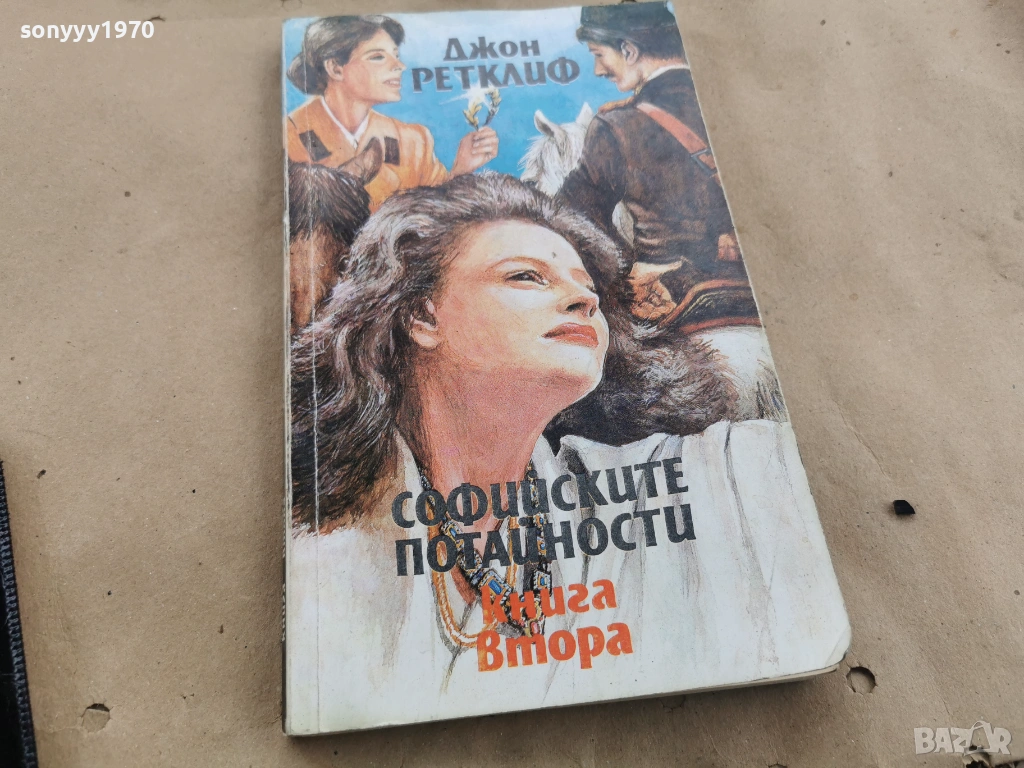 sonyyy1970
Джон
РЕТКЛИФ
СОФИЙСКИТЕ
ПОТАЙНОСТИ
книга
втора
BAZAR